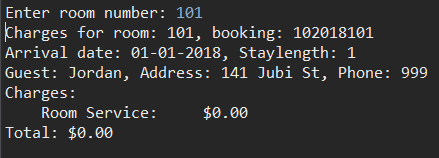 Enter room number: 101
Charges for room: 101, booking: 102018101
Arrival date: 01-01-2018, Staylength: 1
Guest: Jordan, Address: 141 Jubi St, Phone: 999
Charges:
    Room Service:     $0.00
Total: $0.00